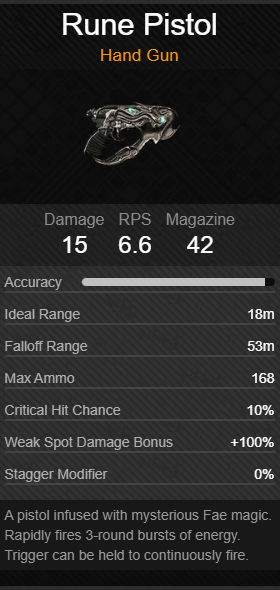 Rune Pistol
Hand Gun
Damage RPS Magazine
15 6.6 42
Accuracy
Ideal Range 18m
Falloff Range 53m
Max Ammo 168
Critical Hit Chance 10%
Weak Spot Damage Bonus +100%
Stagger Modifier 0%
A pistol infused with mysterious Fae magic.
Rapidly fires 3-round bursts of energy.
Trigger can be held to continuously fire.